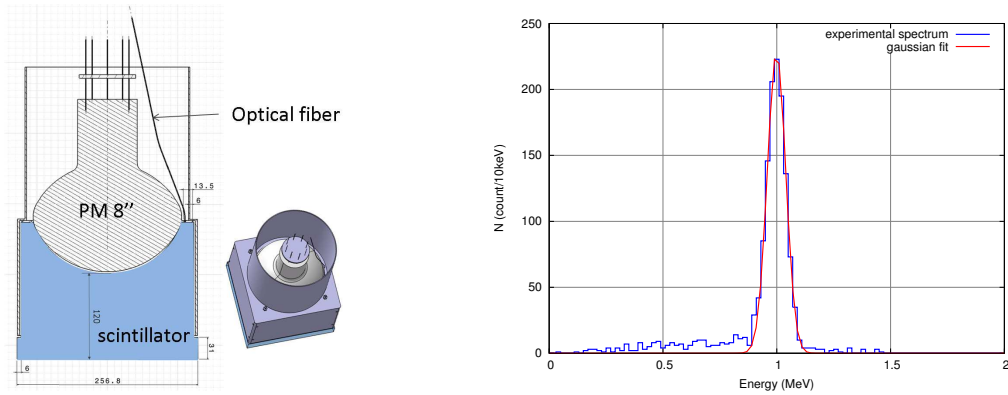 Optical fiber
13.5
6
PM 8’’
120
scintillator
31
6
256.8
250
200
150
100
50
0
N (count/10keV)
experimental spectrum
gaussian fit
0
0.5
1
1.5
2
Energy (MeV)